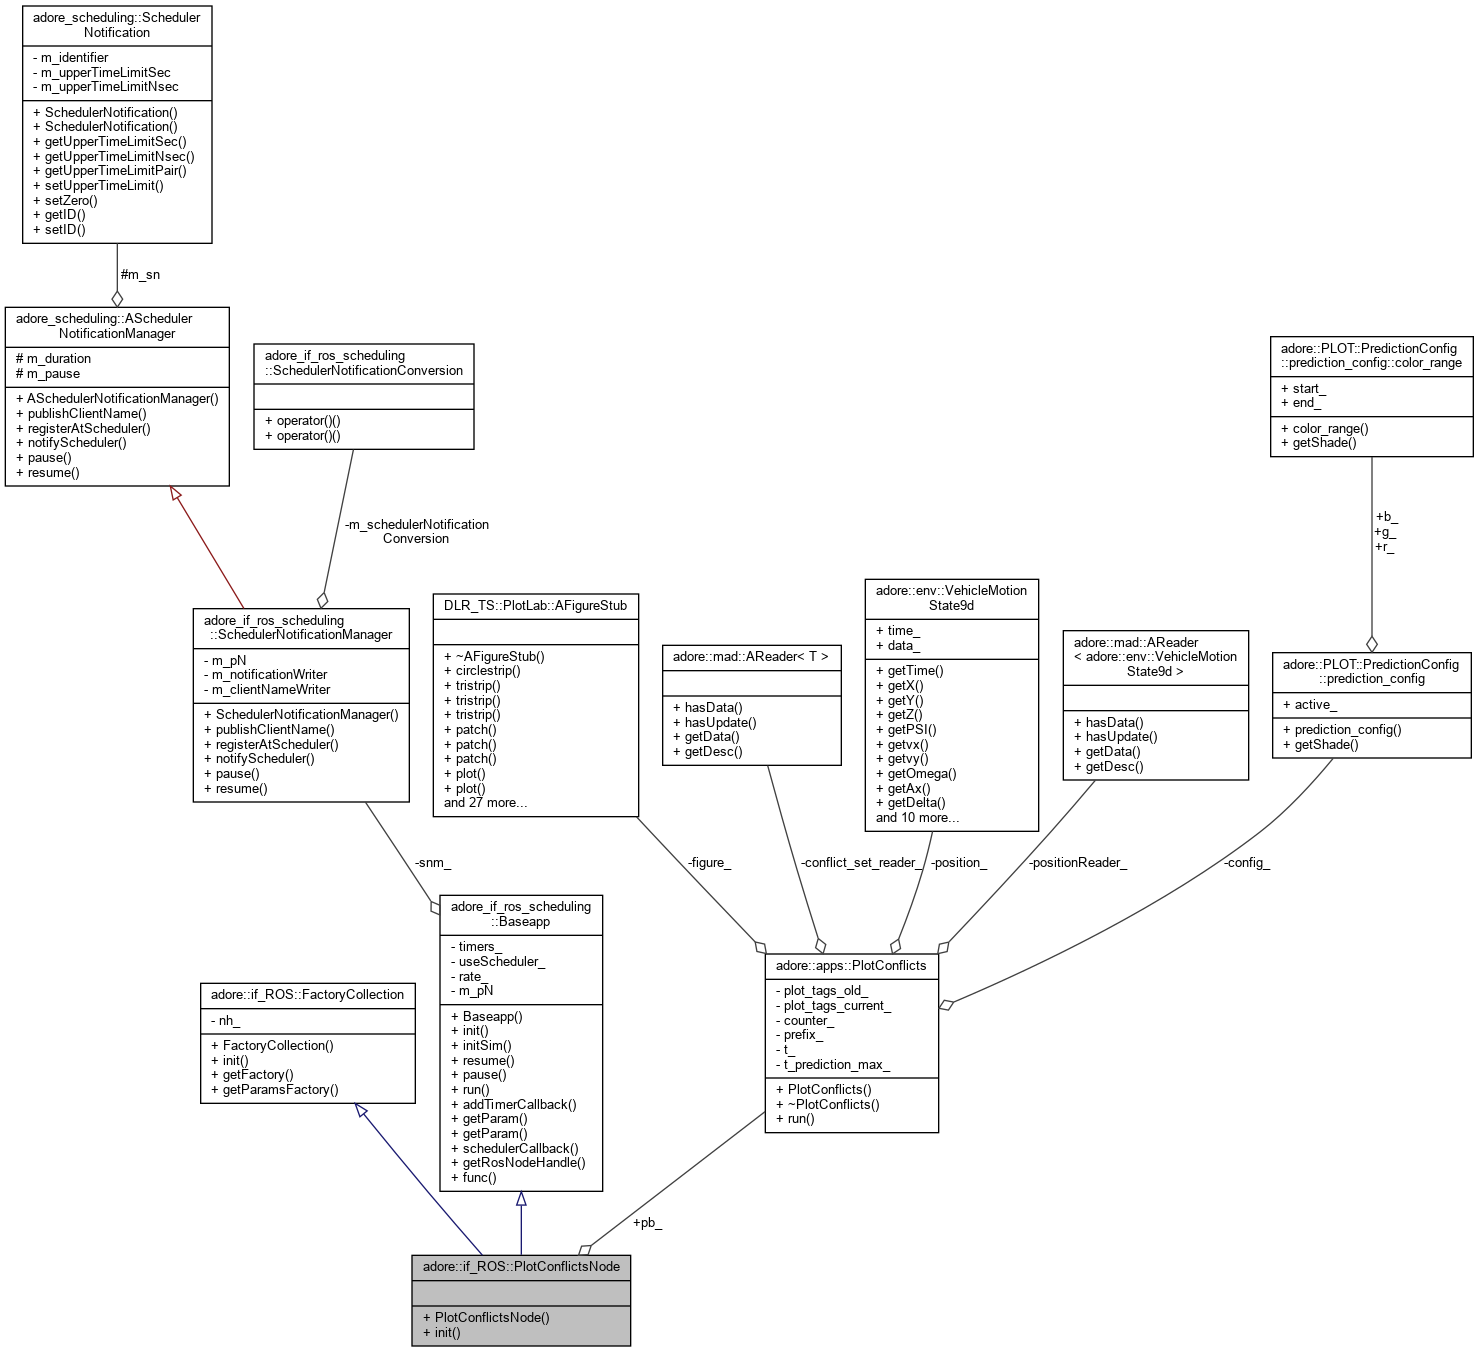 adore_scheduling::Scheduler
Notification
- m_identifier
- m_upperTimeLimitSec
- m_upperTimeLimitNsec
+ SchedulerNotification()
+ SchedulerNotification()
+ getUpperTimeLimitSec()
+ getUpperTimeLimitNsec()
+ getUpperTimeLimitPair()
+ setUpperTimeLimit()
+ setZero()
+ getID()
+ setID()
#m_sn
adore_scheduling::AScheduler
NotificationManager
# m_duration
# m_pause
+ ASchedulerNotificationManager()
+ publishClientName()
+ registerAtScheduler()
+ notifyScheduler()
+ pause()
+ resume()
adore_if_ros_scheduling
::SchedulerNotificationConversion
+ operator()()
+ operator()()
-m_schedulerNotification
Conversion
adore::PLOT::PredictionConfig
::prediction_config::color_range
+ start_
+ end_
+ color_range()
+ getShade()
+b_
+g_
+r_
adore_if_ros_scheduling
::SchedulerNotificationManager
- m_pN
- m_notificationWriter
- m_clientNameWriter
+ SchedulerNotificationManager()
+ publishClientName()
+ registerAtScheduler()
+ notifyScheduler()
+ pause()
+ resume()
DLR_TS::PlotLab::AFigureStub
+ ~AFigureStub()
+ circlestrip()
+ tristrip()
+ tristrip()
+ tristrip()
+ patch()
+ patch()
+ patch()
+ plot()
+ plot()
and 27 more...
adore::mad::AReader< T >
+ hasData()
+ hasUpdate()
+ getData()
+ getDesc()
adore::env::VehicleMotion
State9d
+ time_
+ data_
+ getTime()
+ getX()
+ getY()
+ getZ()
+ getPSI()
+ getvx()
+ getvy()
+ getOmega()
+ getAx()
+ getDelta()
and 10 more...
adore::mad::AReader
< adore::env::VehicleMotion
State9d >
+ hasData()
+ hasUpdate()
+ getData()
+ getDesc()
adore::PLOT::PredictionConfig
::prediction_config
+ active_
+ prediction_config()
+ getShade()
-snm_
-figure_
-conflict_set_reader_
-position_
-positionReader_
-config_
adore_if_ros_scheduling
::Baseapp
- timers_
- useScheduler_
- rate_
- m_pN
+ Baseapp()
+ init()
+ initSim()
+ resume()
+ pause()
+ run()
+ addTimerCallback()
+ getParam()
+ getParam()
+ schedulerCallback()
+ getRosNodeHandle()
+ func()
adore::if_ROS::FactoryCollection
- nh_
+ FactoryCollection()
+ init()
+ getFactory()
+ getParamsFactory()
adore::apps::PlotConflicts
- plot_tags_old_
- plot_tags_current_
- counter_
- prefix_
- t_
- t_prediction_max_
+ PlotConflicts()
+ ~PlotConflicts()
+ run()
+pb_
adore::if_ROS::PlotConflictsNode
+ PlotConflictsNode()
+ init()